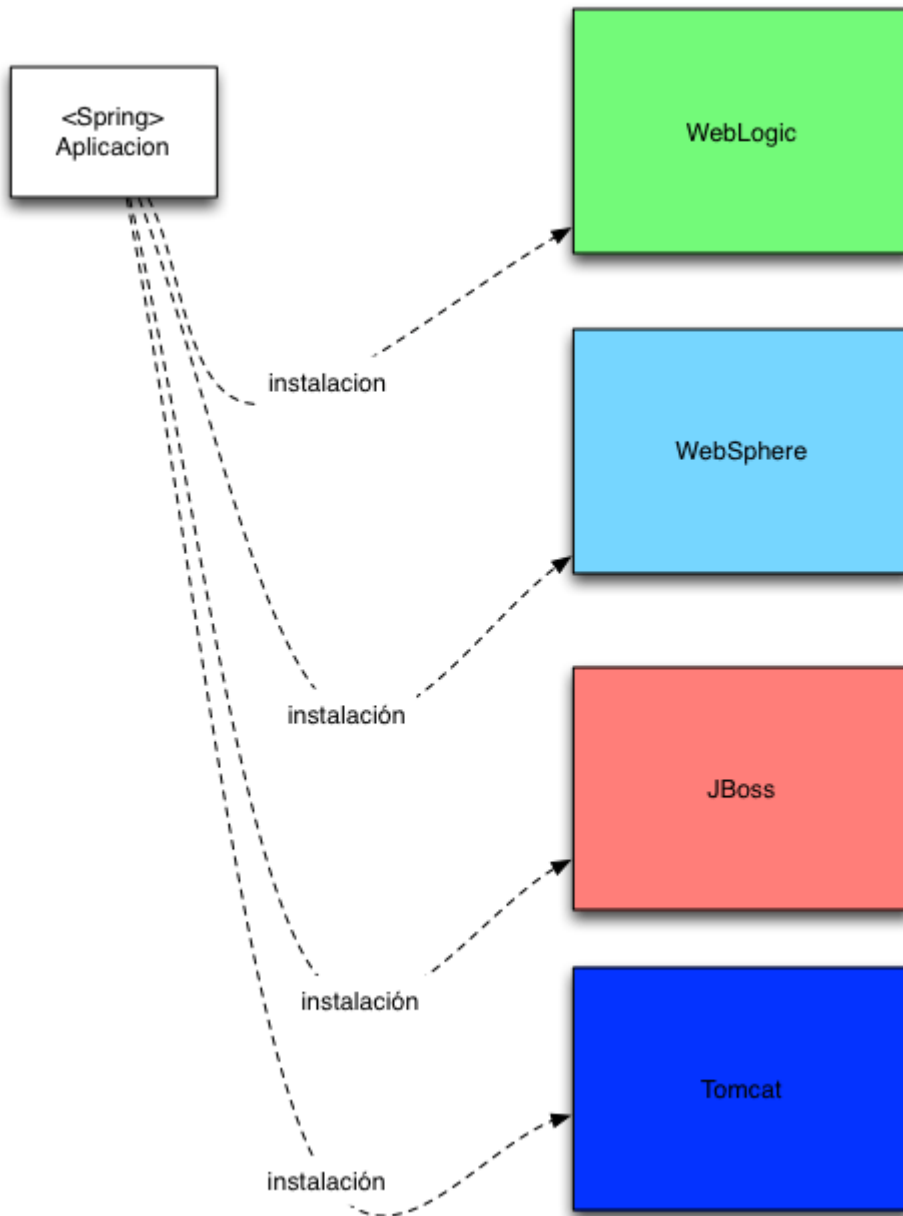 <Spring>
Aplicacion
WebLogic
instalacion
WebSphere
instalación
JBoss
instalación
Tomcat
instalación